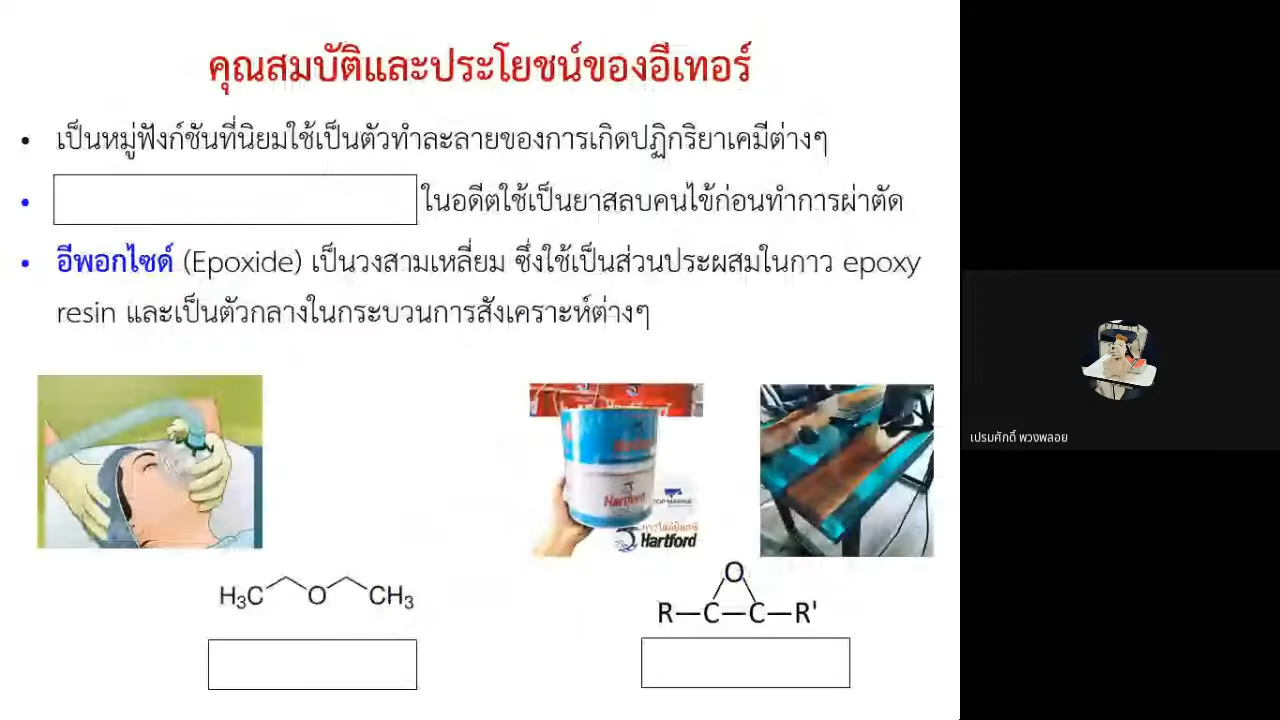 คุณสมบัติและประโยชน์ของอีเทอร์
• เป็นหมู่ฟังก์ชันที่นิยมใช้เป็นตัวทำละลายของการเกิดปฏิกริยาเคมีต่างๆ
• ในอดีตใช้เป็นยาสลบคนไข้ก่อนทำการผ่าตัด
• อีพอกไซด์ (Epoxide) เป็นวงสามเหลี่ยม ซึ่งใช้เป็นส่วนประผสมในกาว epoxy
resin และเป็นตัวกลางในกระบวนการสังเคราะห์ต่างๆ
เปรมศักดิ์ พวงพลอย
Hartford
Hartford
TOP MARINE
Hartford
H₃C O CH₃
O
R—C—C—R'